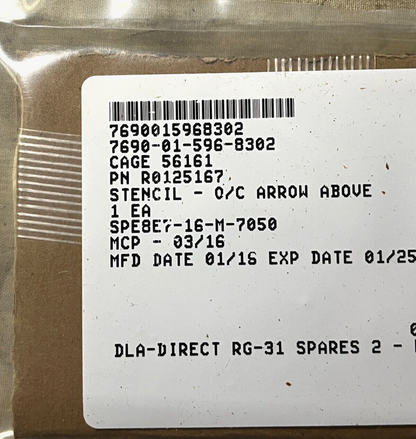 7690015968302
7690-01-596-8302
CAGE 56161
PN R0125167
STENCIL - O/C ARROW ABOVE
1 EA
SPE8E7-16-M-7050
MCP - 03/16
MFD DATE 01/16 EXP DATE 01/25
DLA-DIRECT RG-31 SPARES 2 -